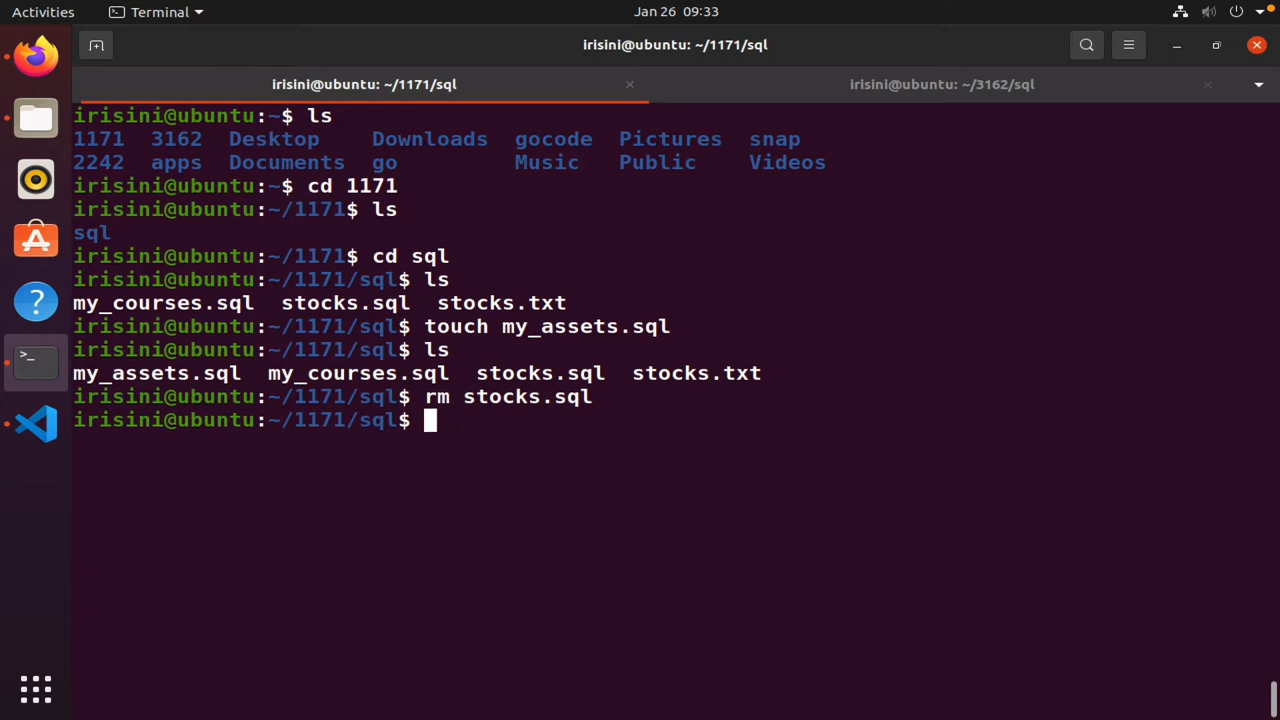 Activities Terminal Jan 26 09:33
irisini@ubuntu: ~/1171/sql
irisini@ubuntu: ~/1171/sql irisini@ubuntu: ~/3162/sql
irisini@ubuntu:~$ ls
1171 3162 Desktop Downloads gocode Pictures snap
2242 apps Documents go Music Public Videos
irisini@ubuntu:~$ cd 1171
irisini@ubuntu:~/1171$ ls
sql
irisini@ubuntu:~/1171$ cd sql
irisini@ubuntu:~/1171/sql$ ls
my_courses.sql stocks.sql stocks.txt
irisini@ubuntu:~/1171/sql$ touch my_assets.sql
irisini@ubuntu:~/1171/sql$ ls
my_assets.sql my_courses.sql stocks.sql stocks.txt
irisini@ubuntu:~/1171/sql$ rm stocks.sql
irisini@ubuntu:~/1171/sql$